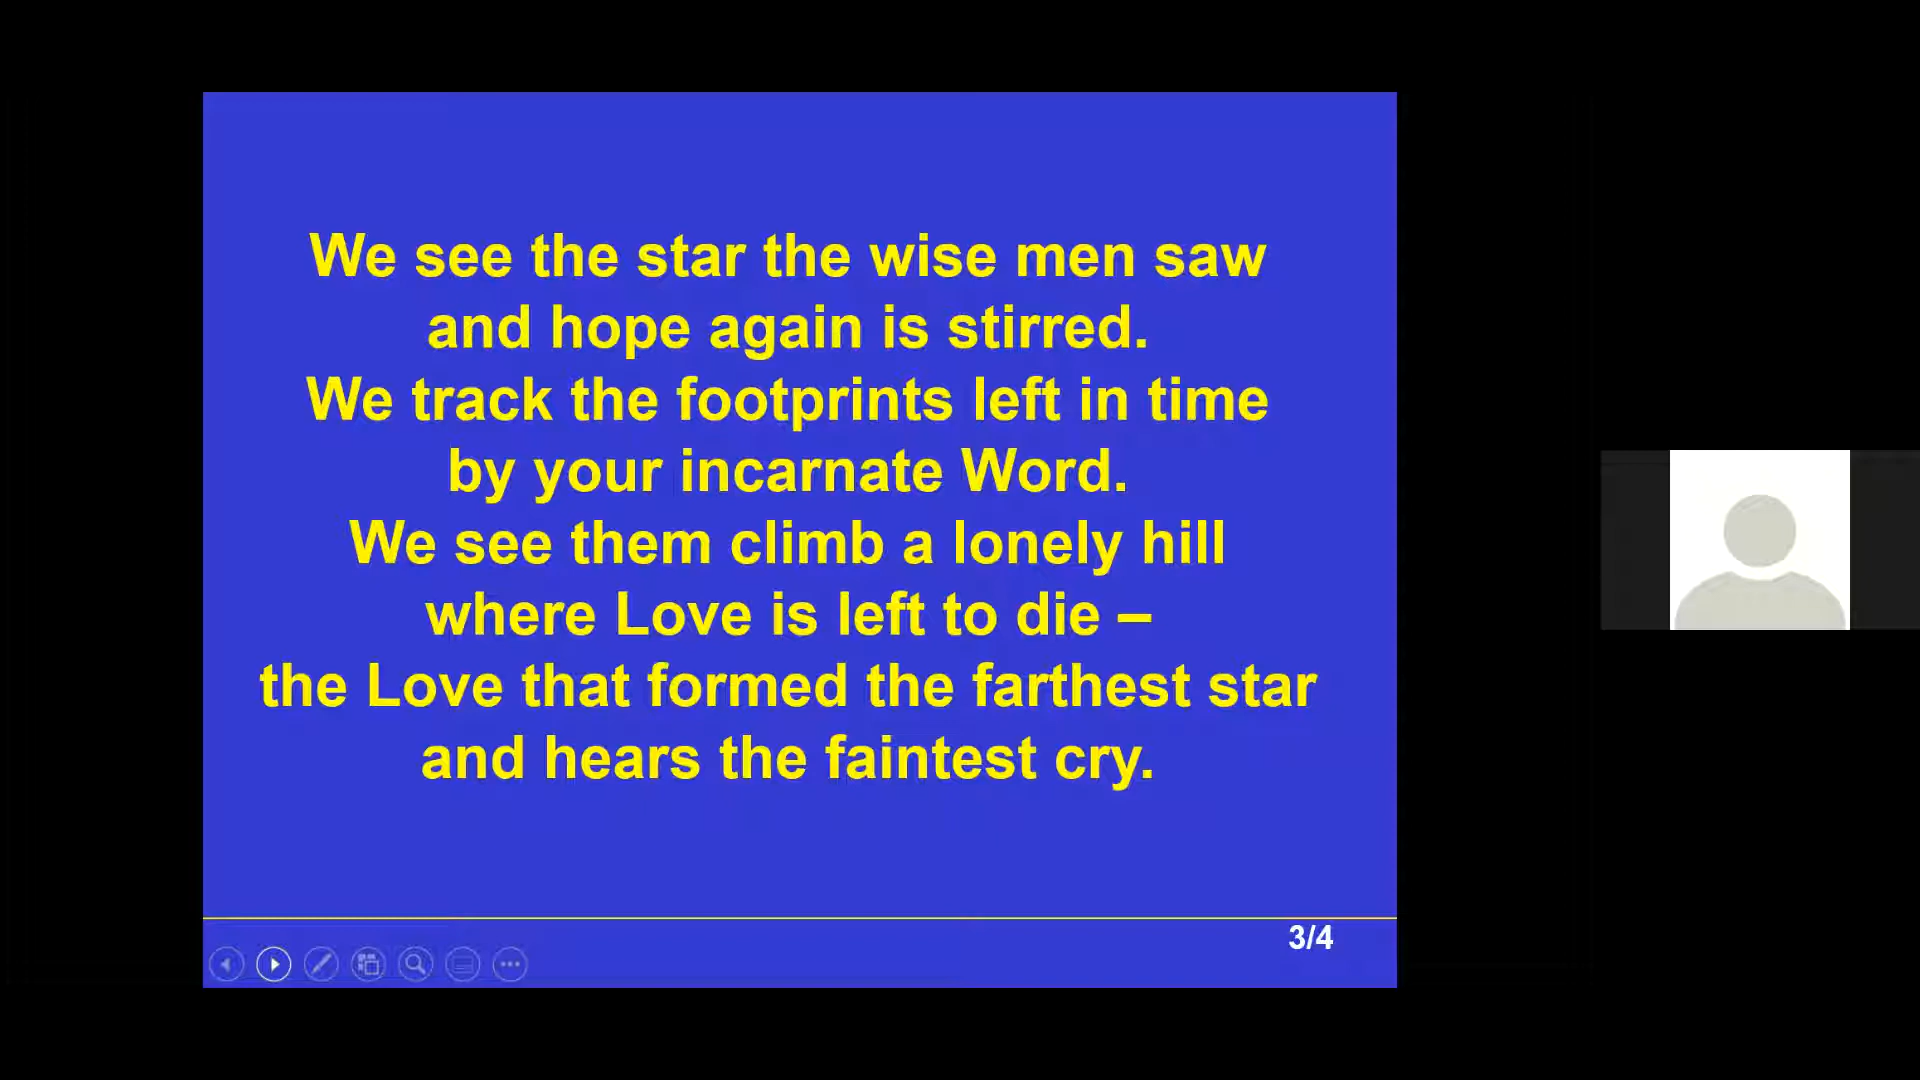 We see the star the wise men saw
and hope again is stirred.
We track the footprints left in time
by your incarnate Word.
We see them climb a lonely hill
where Love is left to die –
the Love that formed the farthest star
and hears the faintest cry.
3/4